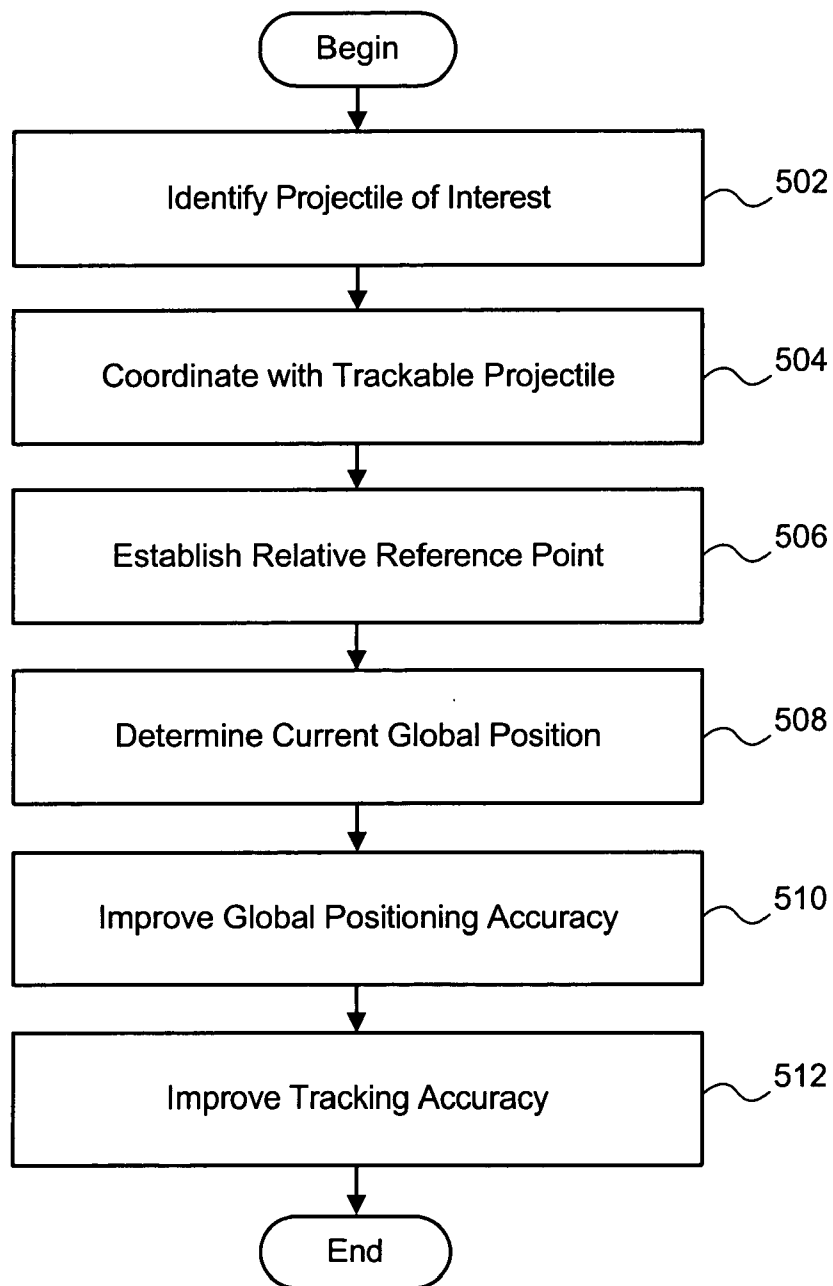 Begin
Identify Projectile of Interest
502
Coordinate with Trackable Projectile
504
Establish Relative Reference Point
506
Determine Current Global Position
508
Improve Global Positioning Accuracy
510
Improve Tracking Accuracy
512
End